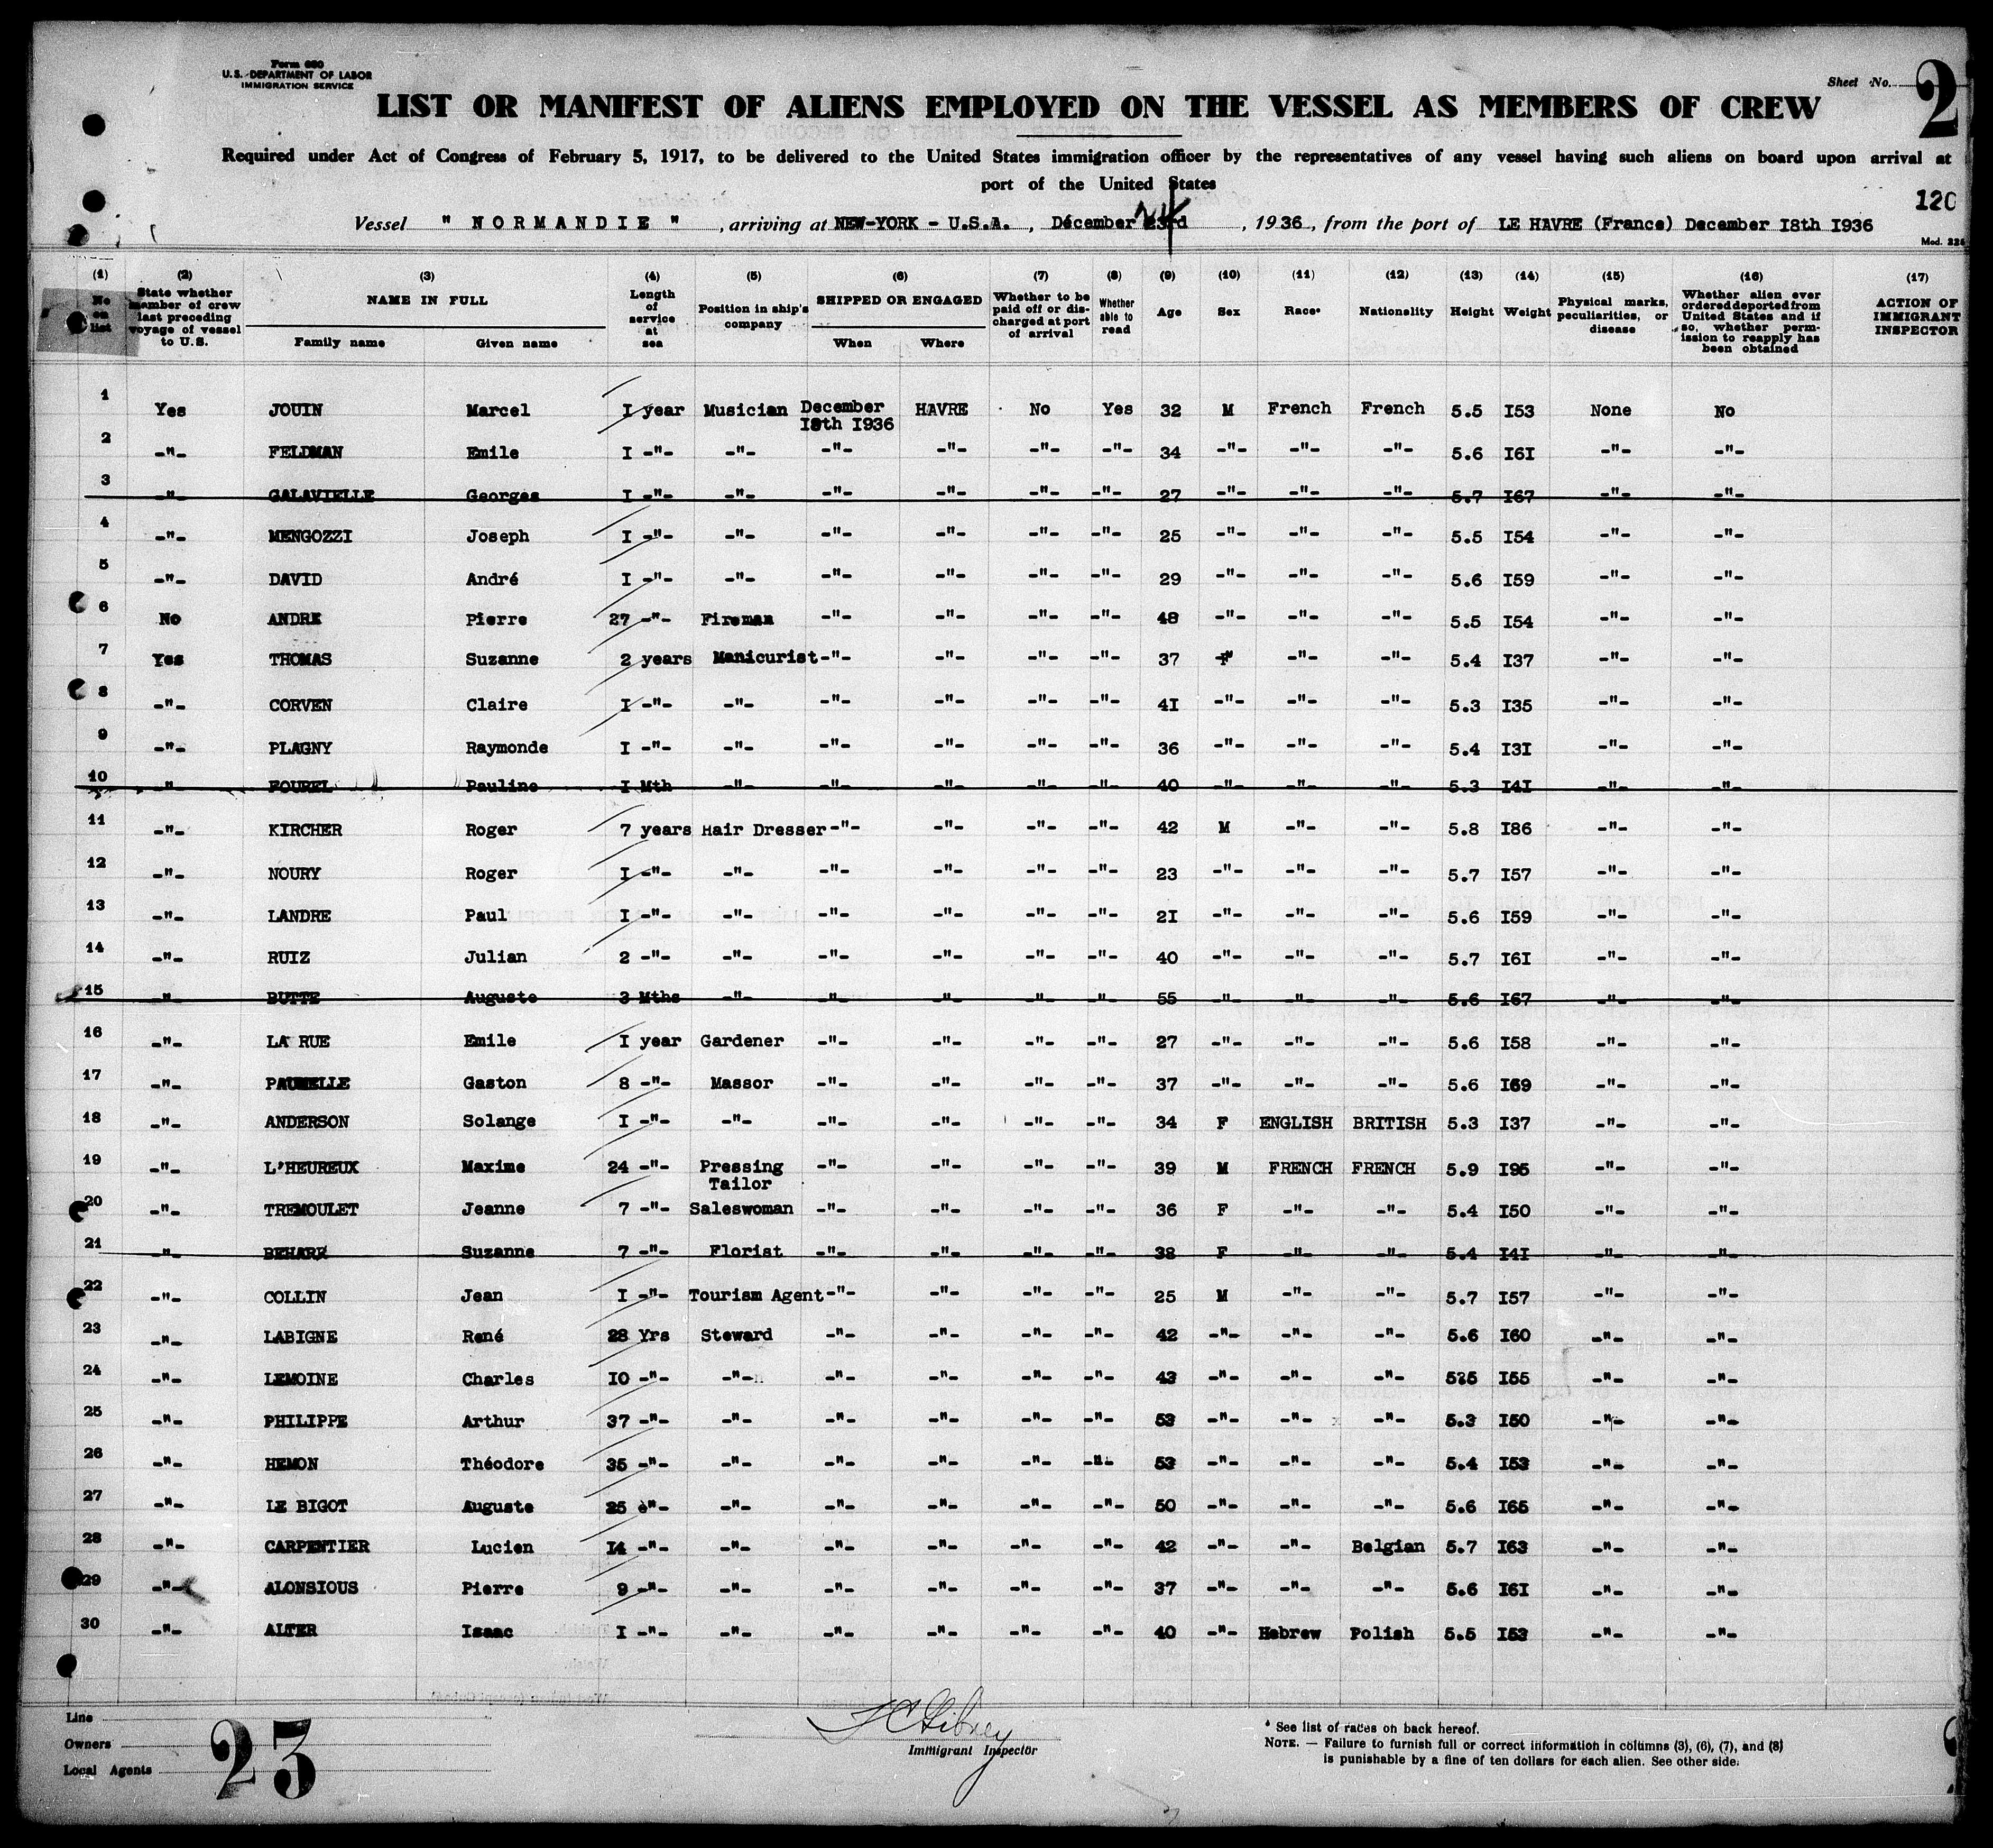 Form 680
U.S. DEPARTMENT OF LABOR
IMMIGRATION SERVICE
Sheet No. 2
LIST OR MANIFEST OF ALIENS EMPLOYED ON THE VESSEL AS MEMBERS OF CREW
Required under Act of Congress of February 5, 1917, to be delivered to the United States immigration officer by the representatives of any vessel having such aliens on board upon arrival at
port of the United States
120
Vessel " NORMANDIE ", arriving at NEW-YORK - U.S.A., Décember 23rd 24, 1936, from the port of LE HAVRE (France) December I8th I936
Mod. 226
(1) (2) (3) (4) (5) (6) (7) (8) (9) (10) (11) (12) (13) (14) (15) (16) (17)
No on list
State whether member of crew last preceding voyage of vessel to U.S.
NAME IN FULL
Family name Given name
Length of service at sea
Position in ship's company
SHIPPED OR ENGAGED
When Where
Whether to be paid off or discharged at port of arrival
Whether able to read
Age
Sex
Race*
Nationality
Height
Weight
Physical marks, peculiarities, or disease
Whether alien ever ordered deported from United States and if so, whether permission to reapply has been obtained
ACTION OF IMMIGRANT INSPECTOR
1 Yes JOUIN Marcel I year Musician December I8th I936 HAVRE No Yes 32 M French French 5.5 I53 None No
2 -"- FELDMAN Emile I -"- -"- -"- -"- -"- -"- 34 -"- -"- -"- 5.6 I6I -"- -"-
3 -"- GALAVIELLE Georges I -"- -"- -"- -"- -"- -"- 27 -"- -"- -"- 5.7 I67 -"- -"-
4 -"- MENGOZZI Joseph I -"- -"- -"- -"- -"- -"- 25 -"- -"- -"- 5.5 I54 -"- -"-
5 -"- DAVID André I -"- -"- -"- -"- -"- -"- 29 -"- -"- -"- 5.6 I59 -"- -"-
6 No ANDRE Pierre 27 -"- Fireman -"- -"- -"- -"- 48 -"- -"- -"- 5.5 I54 -"- -"-
7 Yes THOMAS Suzanne 2 years Manicurist -"- -"- -"- -"- 37 F -"- -"- 5.4 I37 -"- -"-
8 -"- CORVEN Claire I -"- -"- -"- -"- -"- -"- 4I -"- -"- -"- 5.3 I35 -"- -"-
9 -"- PLAGNY Raymonde I -"- -"- -"- -"- -"- -"- 36 -"- -"- -"- 5.4 I3I -"- -"-
10 -"- FOUREL Pauline I Mth -"- -"- -"- -"- -"- 40 -"- -"- -"- 5.3 I4I -"- -"-
11 -"- KIRCHER Roger 7 years Hair Dresser -"- -"- -"- -"- 42 M -"- -"- 5.8 I86 -"- -"-
12 -"- NOURY Roger I -"- -"- -"- -"- -"- -"- 23 -"- -"- -"- 5.7 I57 -"- -"-
13 -"- LANDRE Paul I -"- -"- -"- -"- -"- -"- 2I -"- -"- -"- 5.6 I59 -"- -"-
14 -"- RUIZ Julian 2 -"- -"- -"- -"- -"- -"- 40 -"- -"- -"- 5.7 I6I -"- -"-
15 -"- BUTTE Auguste 3 Mths -"- -"- -"- -"- -"- 55 -"- -"- -"- 5.6 I67 -"- -"-
16 -"- LA RUE Emile I year Gardener -"- -"- -"- -"- 27 -"- -"- -"- 5.6 I58 -"- -"-
17 -"- PAUMELLE Gaston 8 -"- Massor -"- -"- -"- -"- 37 -"- -"- -"- 5.6 I69 -"- -"-
18 -"- ANDERSON Solange I -"- -"- -"- -"- -"- -"- 34 F ENGLISH BRITISH 5.3 I37 -"- -"-
19 -"- L'HEUREUX Maxime 24 -"- Pressing Tailor -"- -"- -"- -"- 39 M FRENCH FRENCH 5.9 I95 -"- -"-
20 -"- TREMOULET Jeanne 7 -"- Saleswoman -"- -"- -"- -"- 36 F -"- -"- 5.4 I50 -"- -"-
21 -"- BEHARR Suzanne 7 -"- Florist -"- -"- -"- -"- 38 F -"- -"- 5.4 I4I -"- -"-
22 -"- COLLIN Jean I -"- Tourism Agent -"- -"- -"- -"- 25 M -"- -"- 5.7 I57 -"- -"-
23 -"- LABIGNE René 28 Yrs Steward -"- -"- -"- -"- 42 -"- -"- -"- 5.6 I60 -"- -"-
24 -"- LEMOINE Charles I0 -"- -"- -"- -"- -"- -"- 43 -"- -"- -"- 525 I55 -"- -"-
25 -"- PHILIPPE Arthur 37 -"- -"- -"- -"- -"- -"- 53 -"- -"- -"- 5.3 I50 -"- -"-
26 -"- HEMON Théodore 35 -"- -"- -"- -"- -"- -"- 53 -"- -"- -"- 5.4 I53 -"- -"-
27 -"- LE BIGOT Auguste 25 è"- -"- -"- -"- -"- -"- 50 -"- -"- -"- 5.6 I65 -"- -"-
28 -"- CARPENTIER Lucien I4 -"- -"- -"- -"- -"- -"- 42 -"- -"- Belgian 5.7 I63 -"- -"-
29 -"- ALONSIOUS Pierre 9 -"- -"- -"- -"- -"- -"- 37 -"- -"- -"- 5.6 I6I -"- -"-
30 -"- ALTER Isaac I -"- -"- -"- -"- -"- -"- 40 -"- Hebrew Polish 5.5 I53 -"- -"-
Line
Owners
Local Agents
23
Immigrant Inspector
* See list of races on back hereof.
NOTE. — Failure to furnish full or correct information in columns (3), (6), (7), and (8)
is punishable by a fine of ten dollars for each alien. See other side.